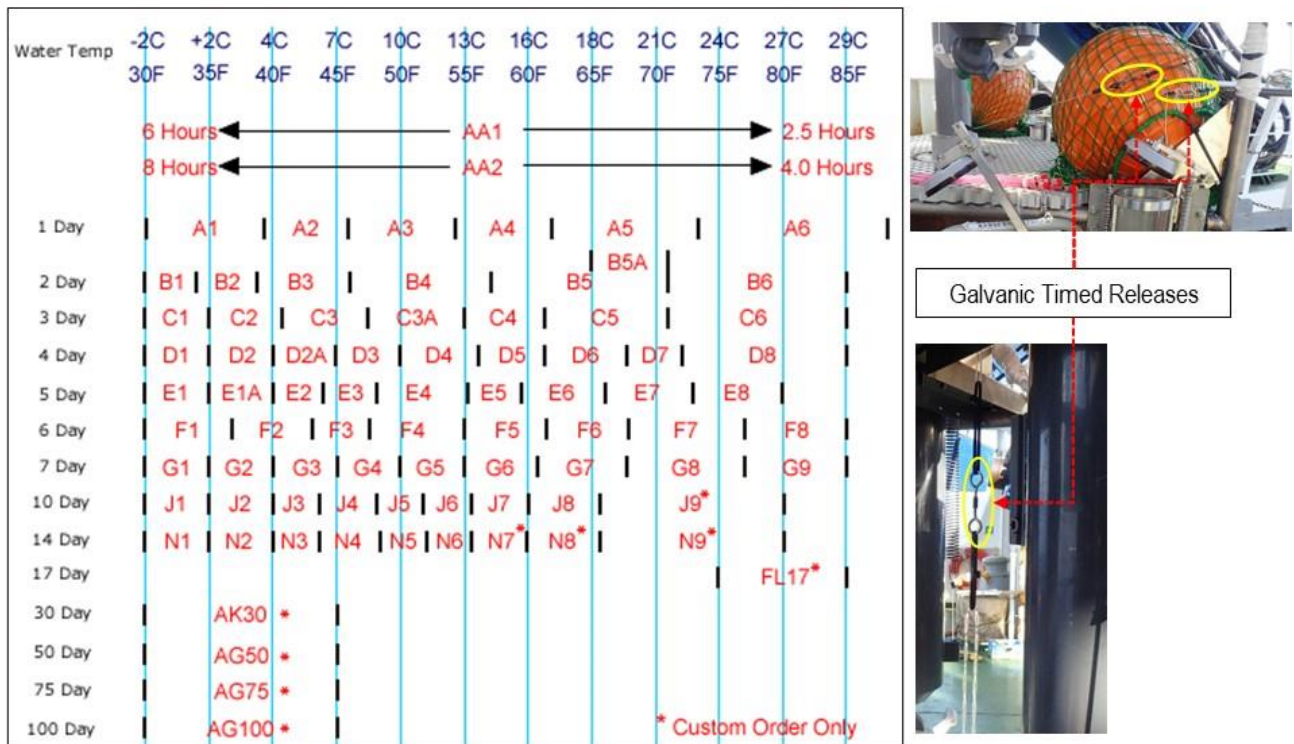 Water Temp -2C +2C 4C 7C 10C 13C 16C 18C 21C 24C 27C 29C
30F 35F 40F 45F 50F 55F 60F 65F 70F 75F 80F 85F
6 Hours AA1 2.5 Hours
8 Hours AA2 4.0 Hours
1 Day A1 A2 A3 A4 A5 A6
B5A
2 Day B1 B2 B3 B4 B5 B6
3 Day C1 C2 C3 C3A C4 C5 C6
4 Day D1 D2 D2A D3 D4 D5 D6 D7 D8
5 Day E1 E1A E2 E3 E4 E5 E6 E7 E8
6 Day F1 F2 F3 F4 F5 F6 F7 F8
7 Day G1 G2 G3 G4 G5 G6 G7 G8 G9
10 Day J1 J2 J3 J4 J5 J6 J7 J8 J9*
14 Day N1 N2 N3 N4 N5 N6 N7* N8* N9*
17 Day FL17*
30 Day AK30 *
50 Day AG50 *
75 Day AG75 *
100 Day AG100 *
* Custom Order Only
Galvanic Timed Releases